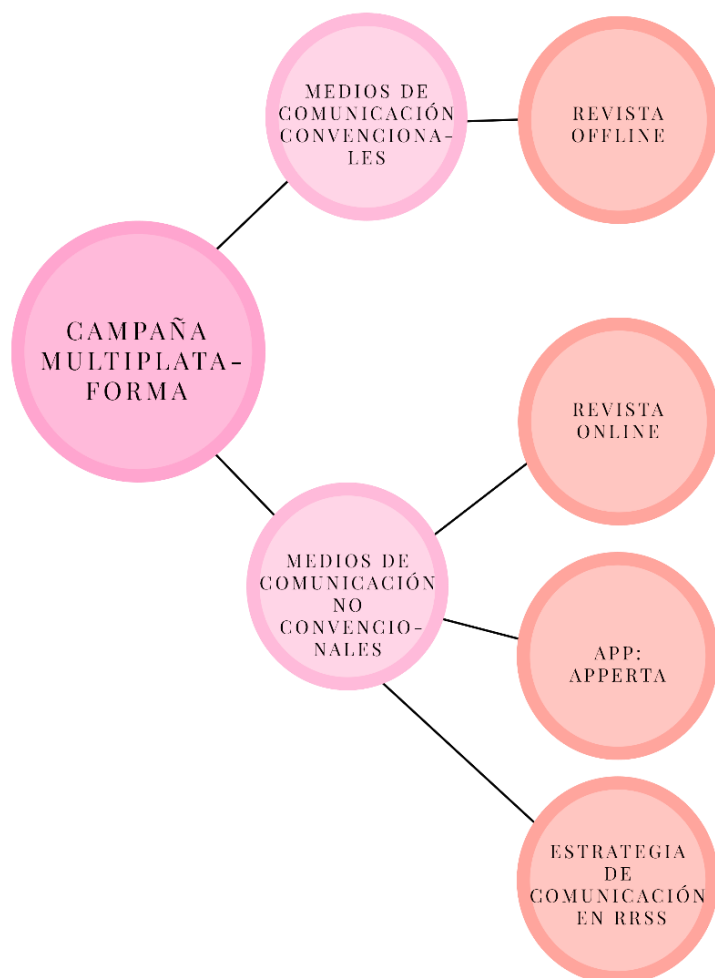 MEDIOS DE
COMUNICACIÓN
CONVENCIONA-
LES
REVISTA
OFFLINE
CAMPAÑA
MULTIPLATA-
FORMA
REVISTA
ONLINE
MEDIOS DE
COMUNICACIÓN
NO
CONVENCIO-
NALES
APP:
APPERTA
ESTRATEGIA
DE
COMUNICACIÓN
EN RRSS